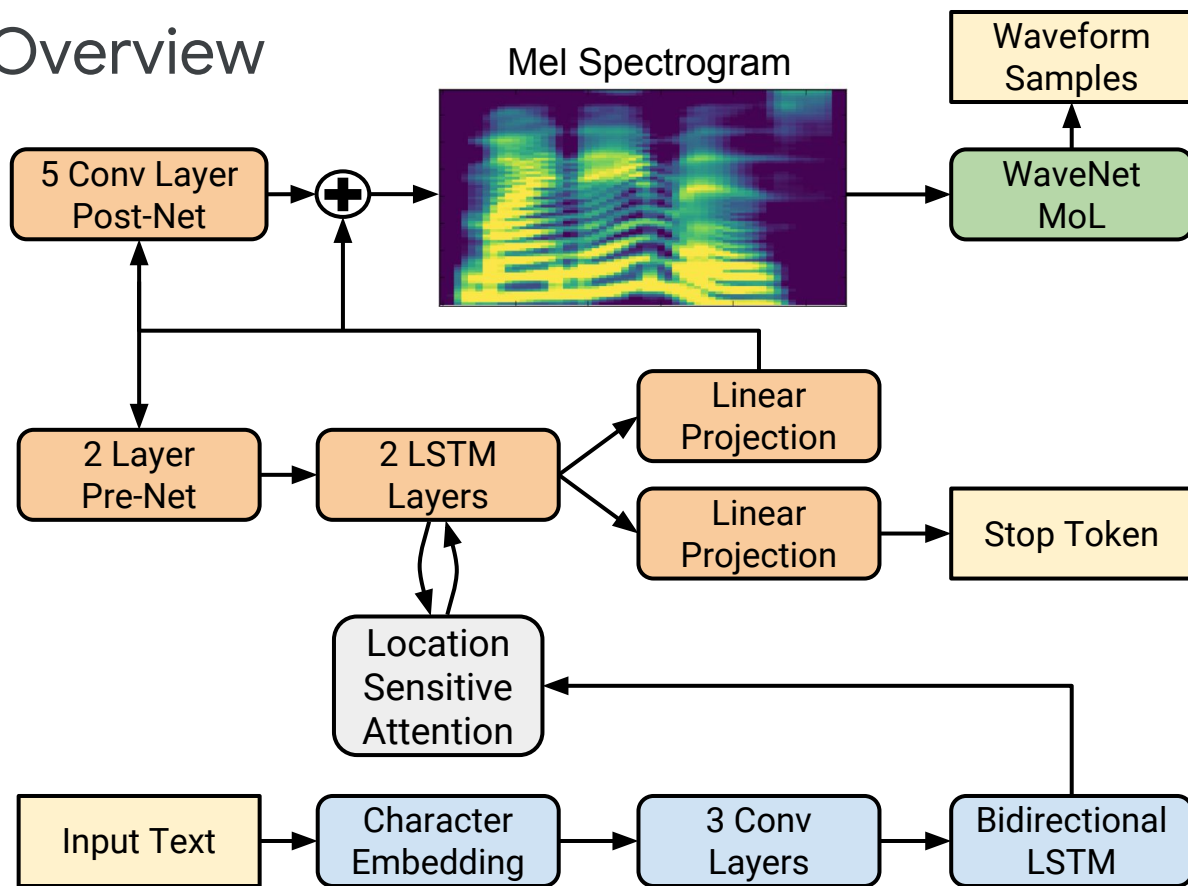 Overview
Mel Spectrogram
Waveform
Samples
5 Conv Layer
Post-Net
WaveNet
MoL
Linear
Projection
2 Layer
Pre-Net
2 LSTM
Layers
Linear
Projection
Stop Token
Location
Sensitive
Attention
Input Text
Character
Embedding
3 Conv
Layers
Bidirectional
LSTM